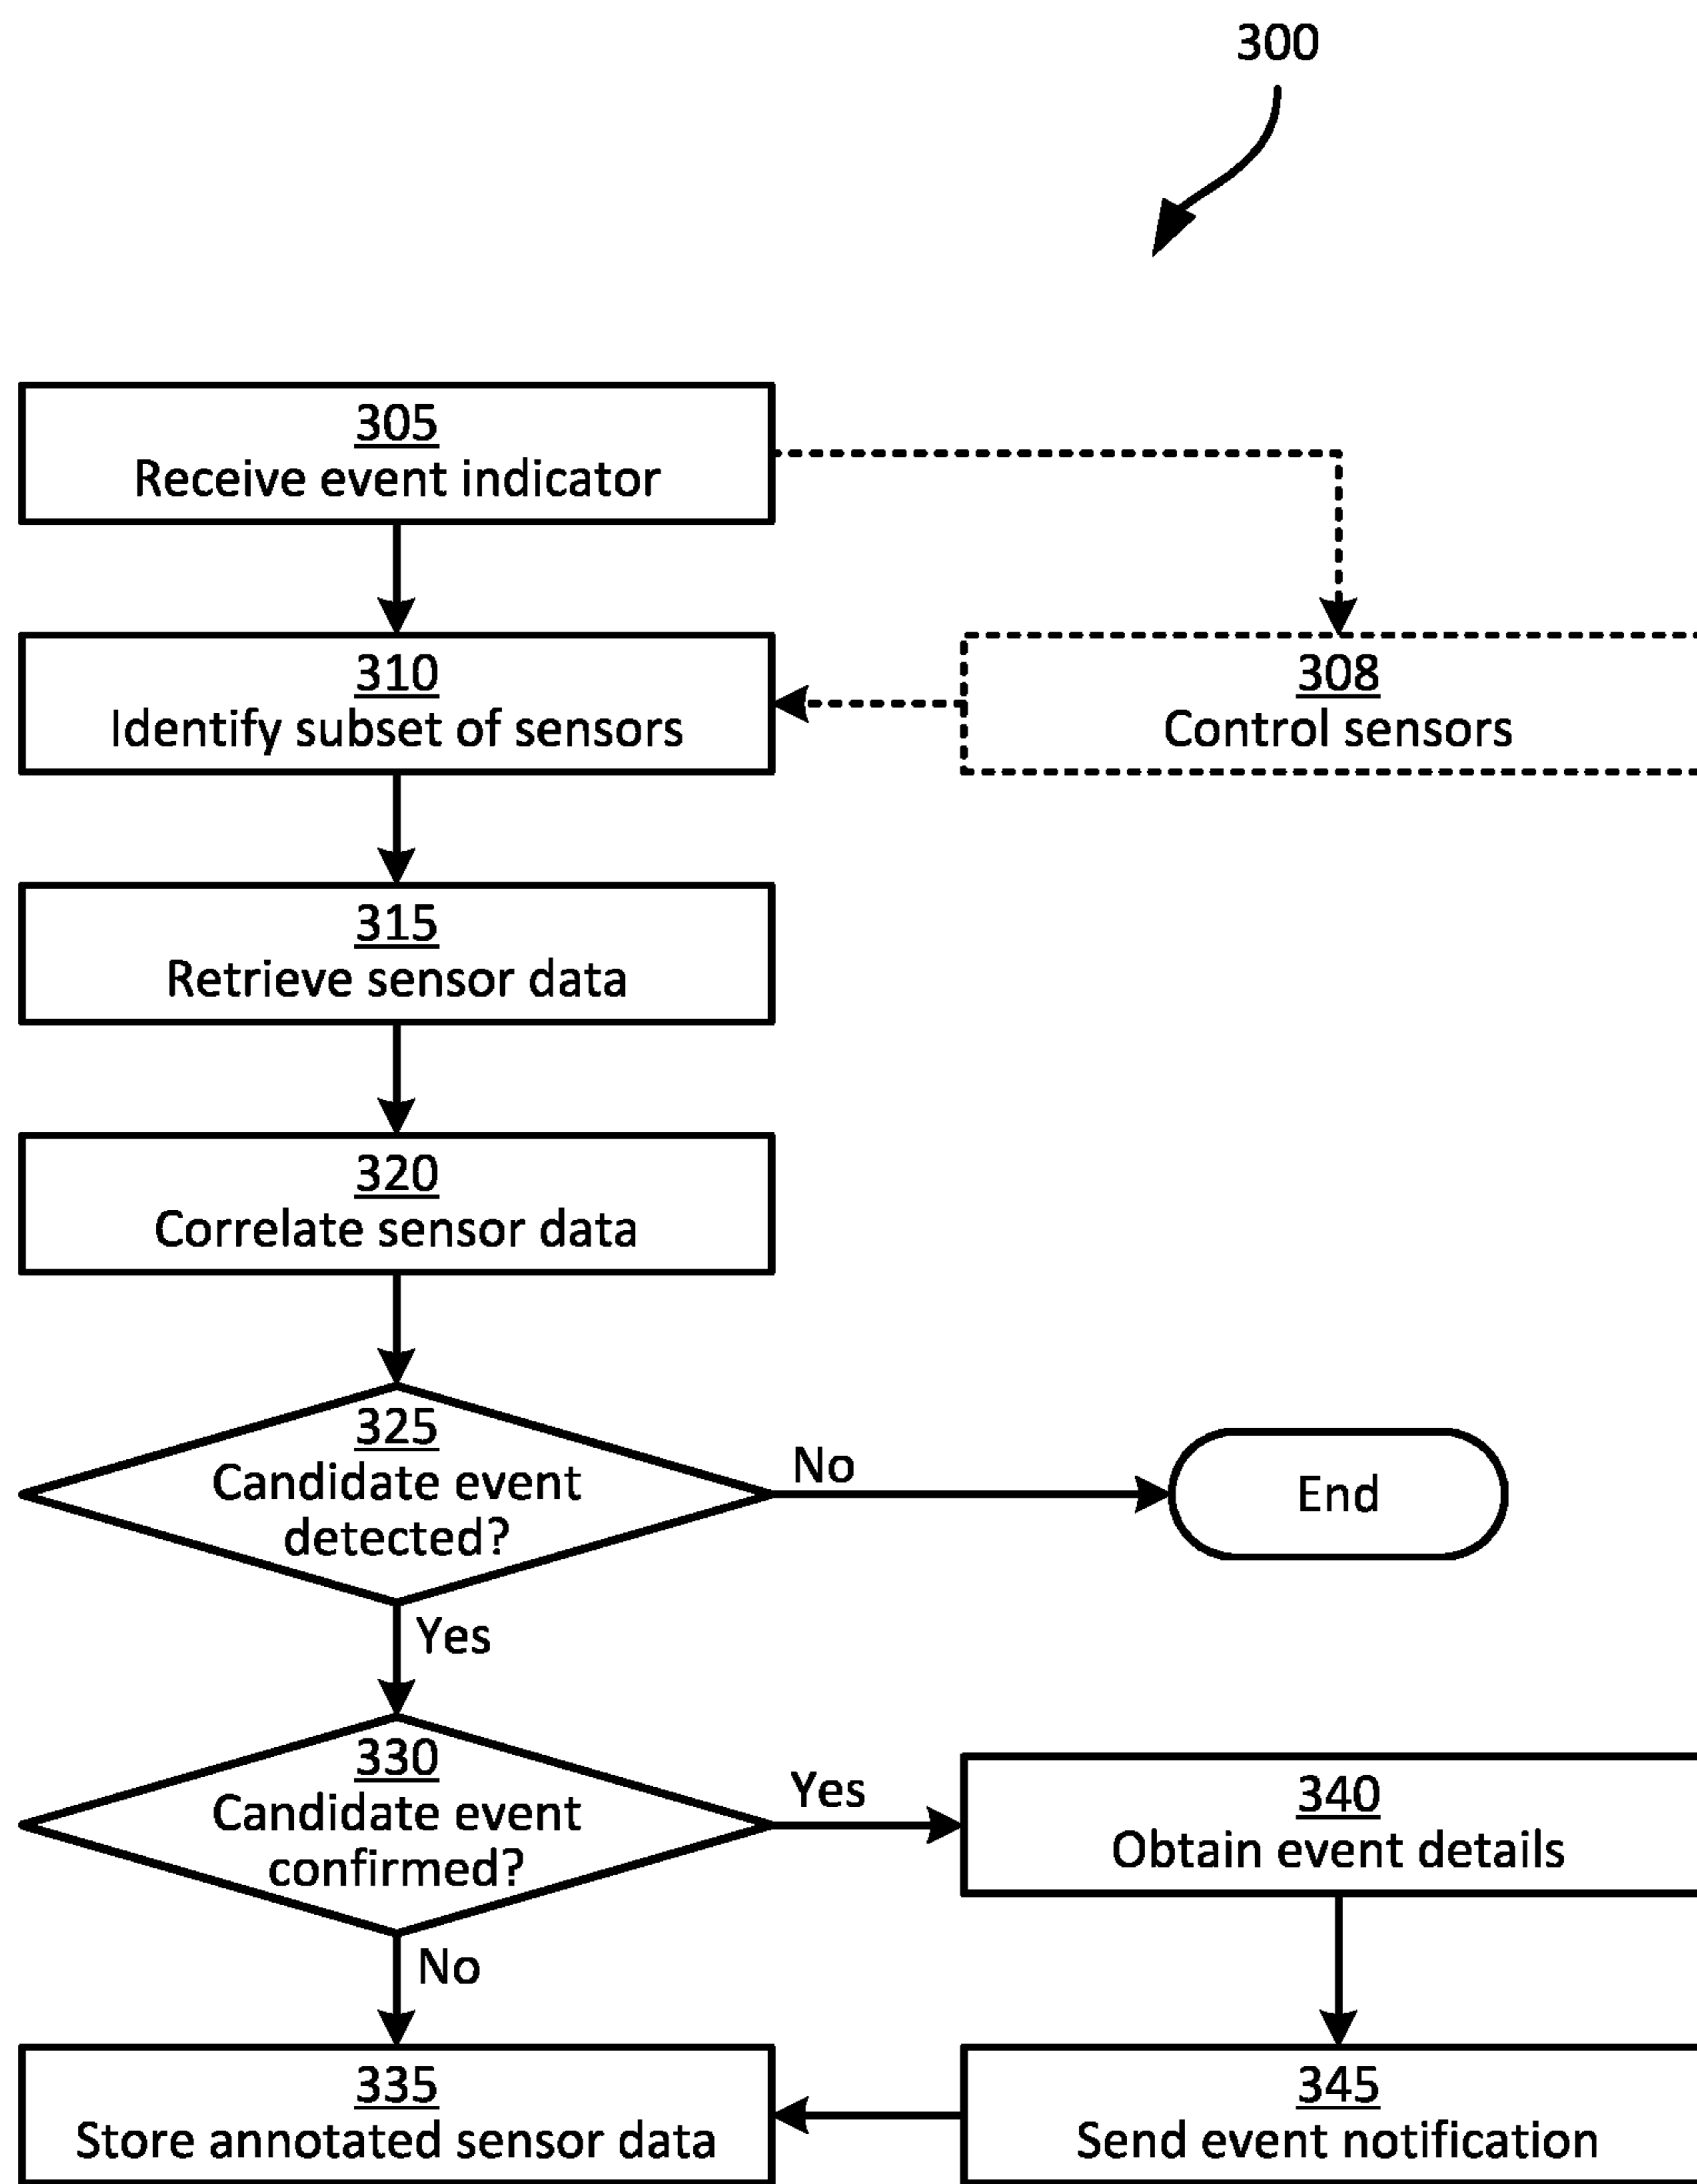 300
305
Receive event indicator
310
Identify subset of sensors
308
Control sensors
315
Retrieve sensor data
320
Correlate sensor data
325
Candidate event
detected?
No
End
Yes
330
Candidate event
confirmed?
Yes
340
Obtain event details
No
335
Store annotated sensor data
345
Send event notification